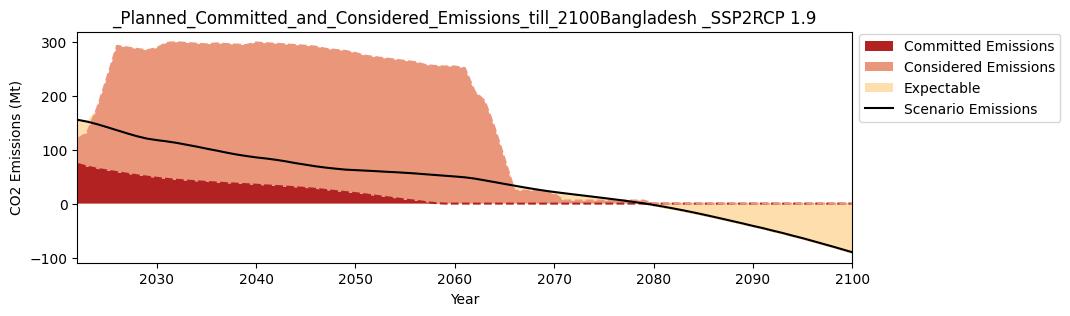 _Planned_Committed_and_Considered_Emissions_till_2100Bangladesh _SSP2RCP 1.9
300
200
100
0
−100
CO2 Emissions (Mt)
2030 2040 2050 2060 2070 2080 2090 2100
Year
Committed Emissions
Considered Emissions
Expectable
Scenario Emissions